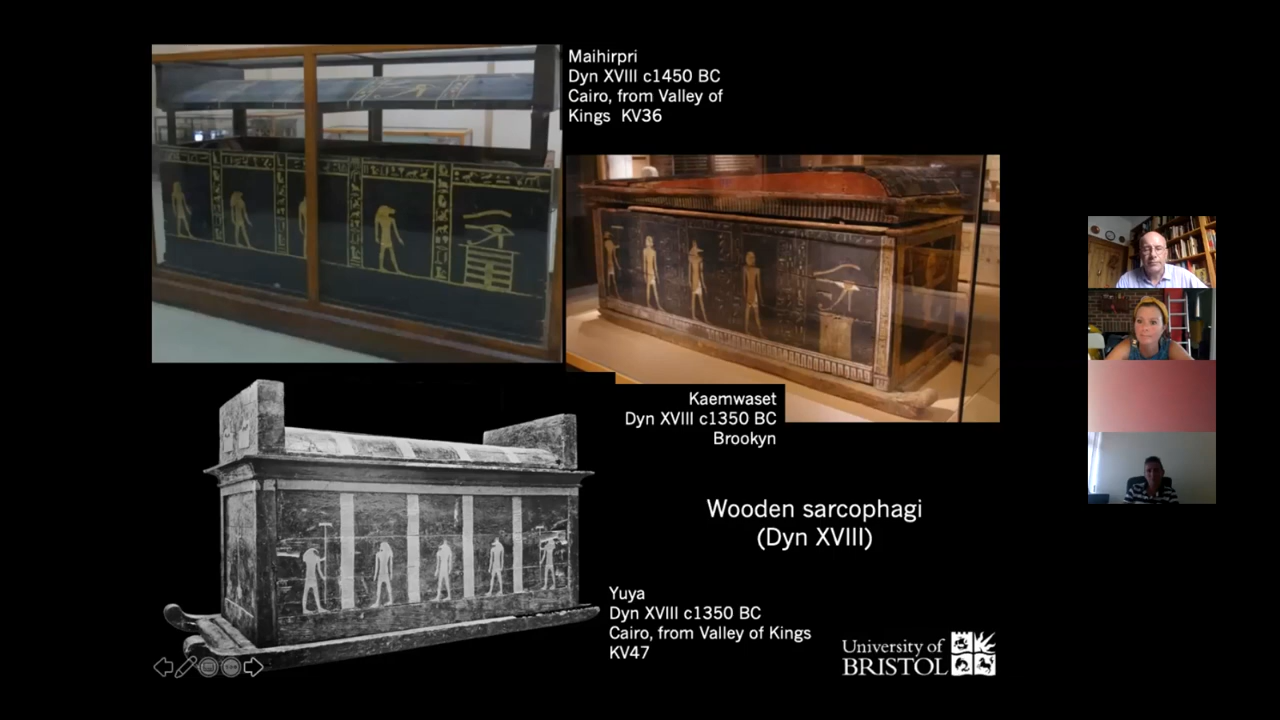 Maihirpri
Dyn XVIII c1450 BC
Cairo, from Valley of
Kings KV36
Kaemwaset
Dyn XVIII c1350 BC
Brookyn
Wooden sarcophagi
(Dyn XVIII)
Yuya
Dyn XVIII c1350 BC
Cairo, from Valley of Kings
KV47
University of
BRISTOL